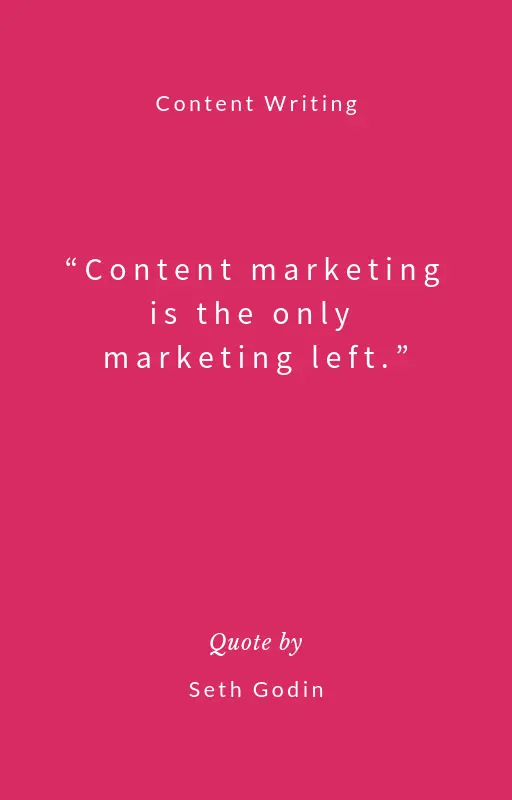 Content Writing
“Content marketing
is the only
marketing left.”
Quote by
Seth Godin